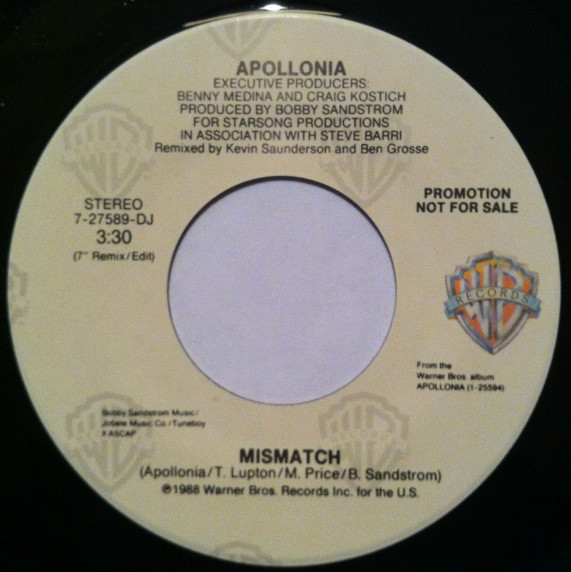 APOLLONIA
EXECUTIVE PRODUCERS:
BENNY MEDINA AND CRAIG KOSTICH
PRODUCED BY BOBBY SANDSTROM
FOR STARSONG PRODUCTIONS
IN ASSOCIATION WITH STEVE BARRI
Remixed by Kevin Saunderson and Ben Grosse
STEREO
7-27589-DJ
3:30
(7" Remix/Edit)
PROMOTION
NOT FOR SALE
WB
RECORDS
From the
Warner Bros. album
APOLLONIA (1-25594)
Bobby Sandstrom Music/
Jobete Music Co./Tuneboy
ASCAP
MISMATCH
(Apollonia/T. Lupton/M. Price/B. Sandstrom)
℗1988 Warner Bros. Records Inc. for the U.S.